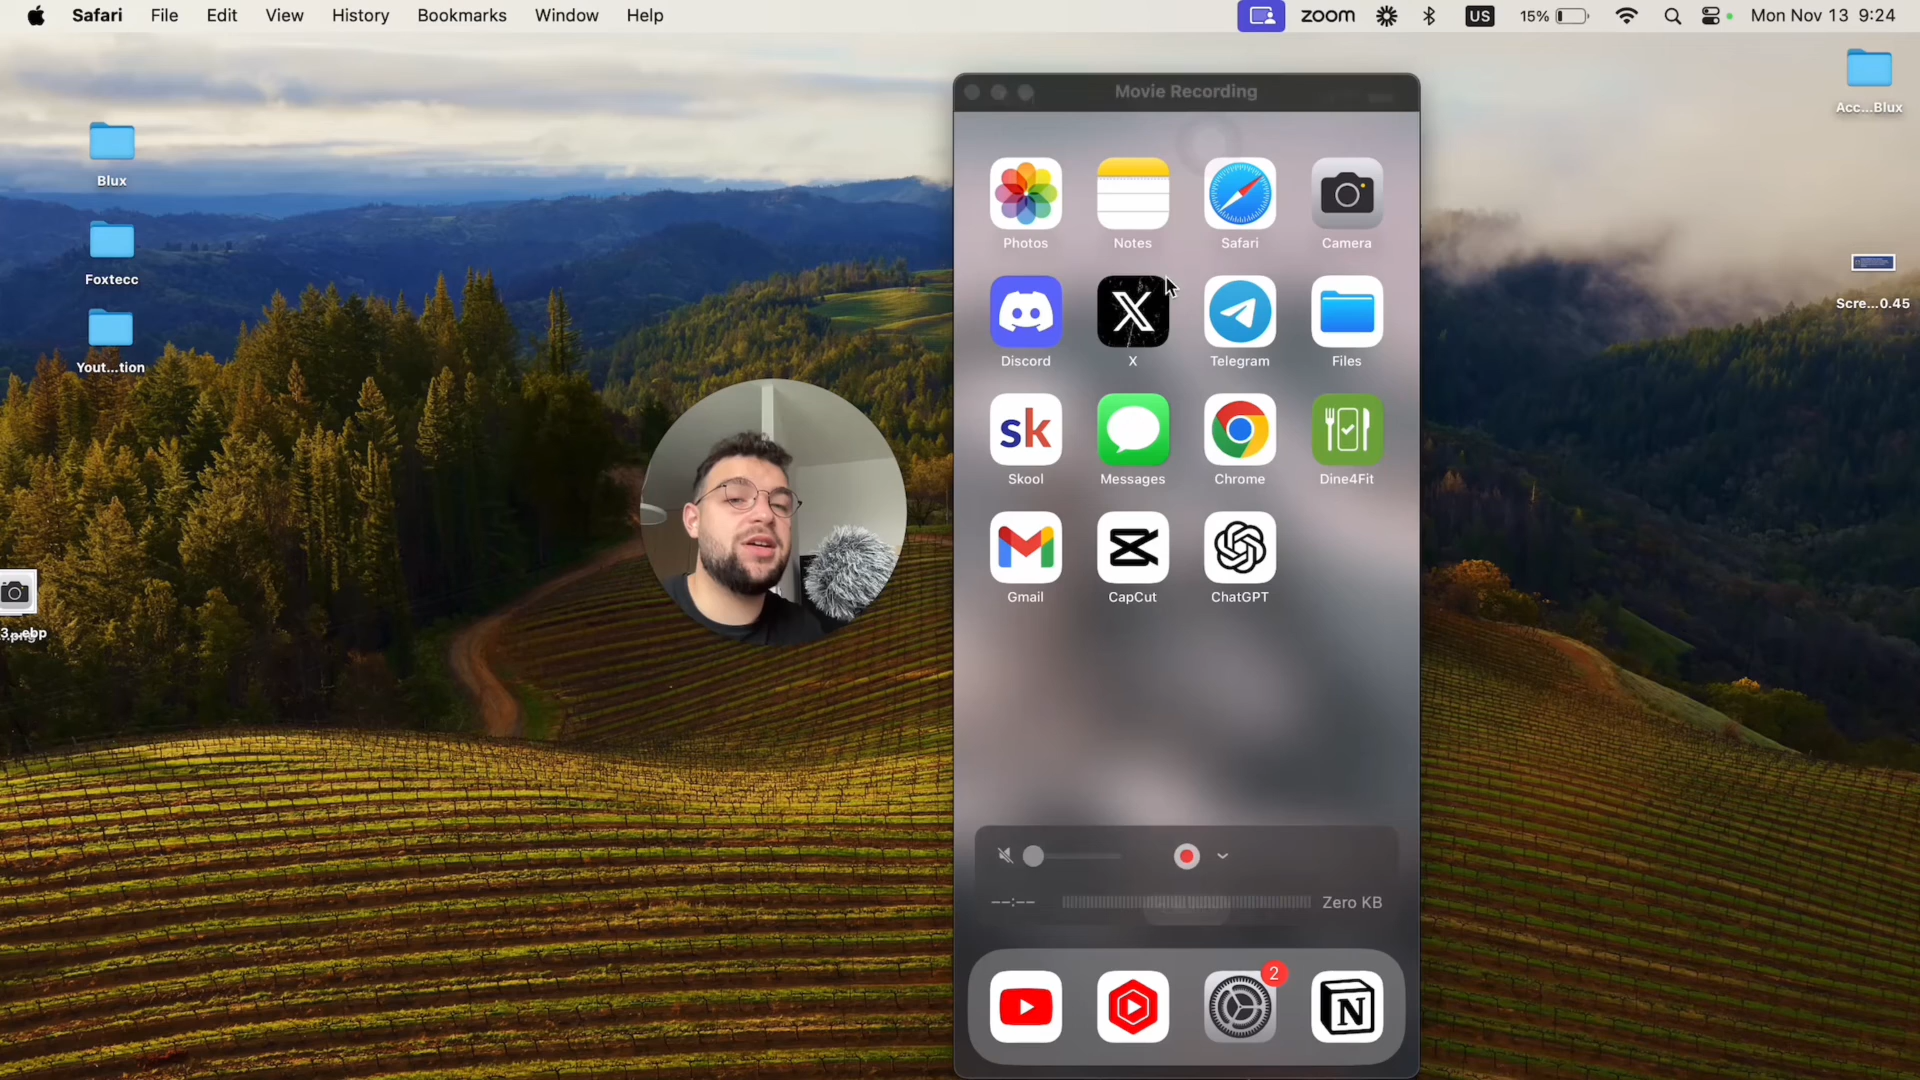 Safari File Edit View History Bookmarks Window Help
zoom US 15% Mon Nov 13 9:24
Blux
Foxtecc
Yout...tion
Acc...Blux
Scre...0.45
Movie Recording
Photos Notes Safari Camera
X
Discord X Telegram Files
sk
Skool Messages Chrome Dine4Fit
Gmail CapCut ChatGPT
--:-- Zero KB
2
N